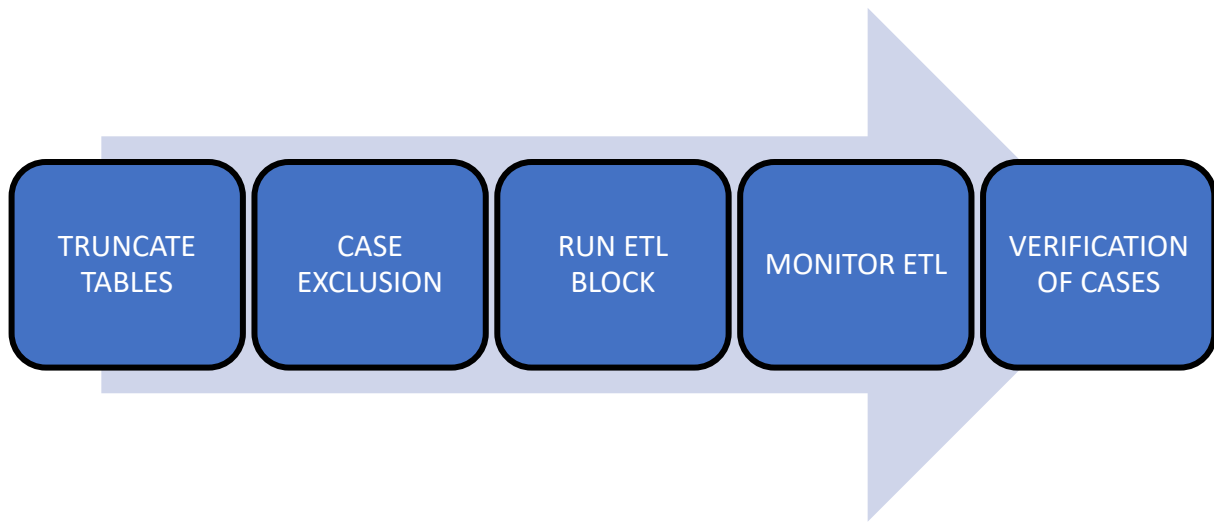 TRUNCATE
TABLES
CASE
EXCLUSION
RUN ETL
BLOCK
MONITOR ETL
VERIFICATION
OF CASES